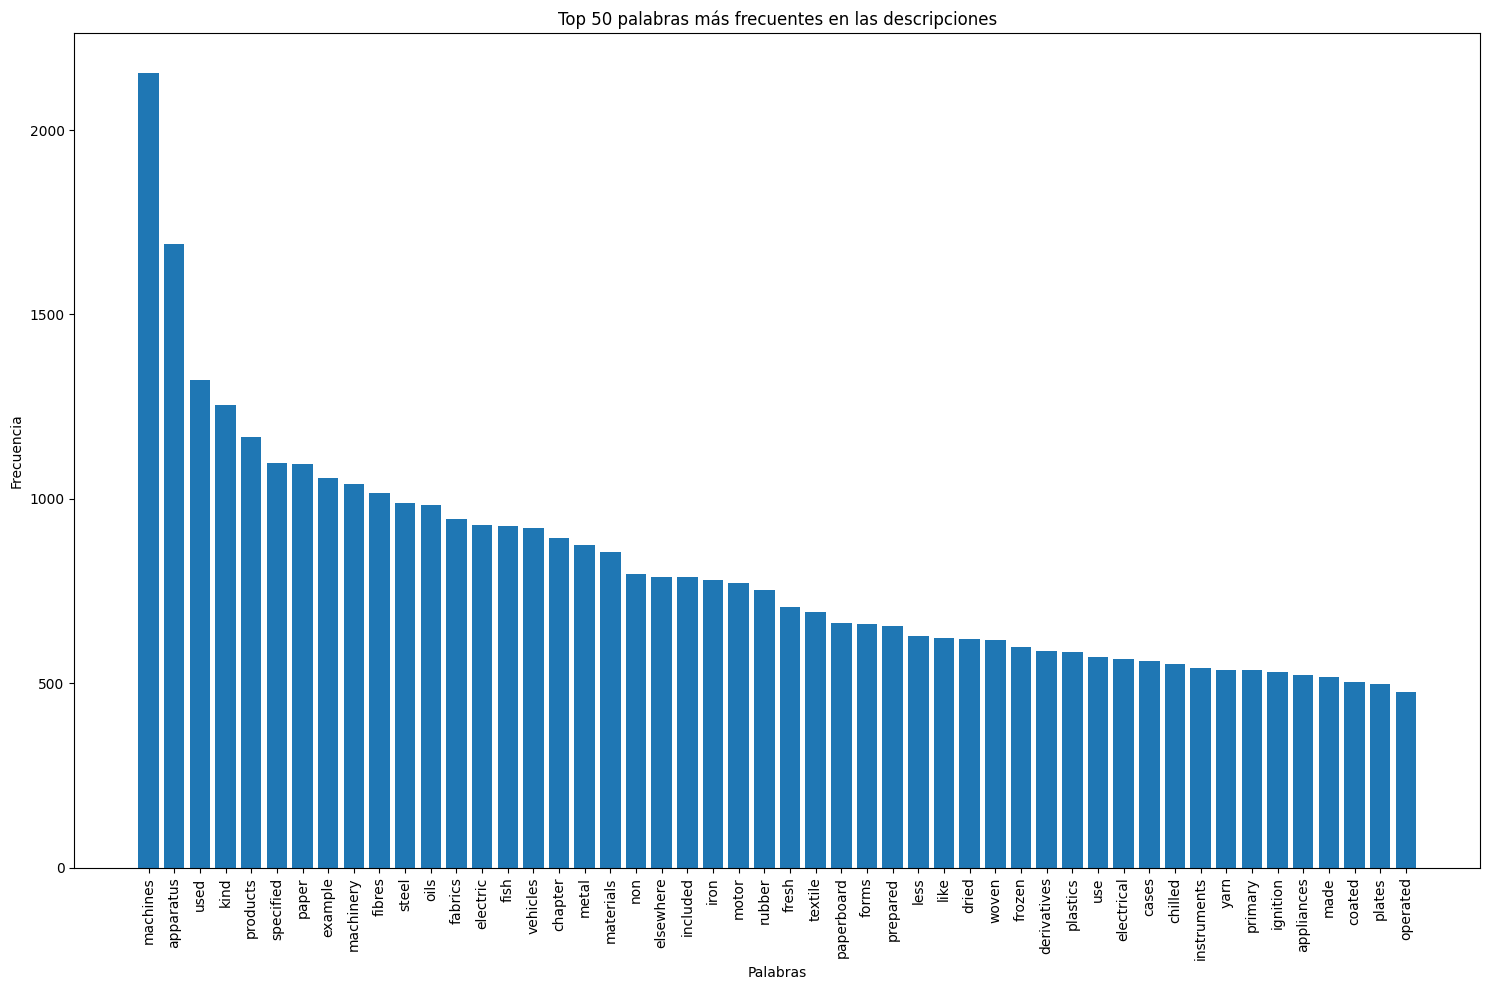 Top 50 palabras más frecuentes en las descripciones
Frecuencia
2000
1500
1000
500
0
machines
apparatus
used
kind
products
specified
paper
example
machinery
fibres
steel
oils
fabrics
electric
fish
vehicles
chapter
metal
materials
non
elsewhere
included
iron
motor
rubber
fresh
textile
paperboard
forms
prepared
less
like
dried
woven
frozen
derivatives
plastics
use
electrical
cases
chilled
instruments
yarn
primary
ignition
appliances
made
coated
plates
operated
Palabras